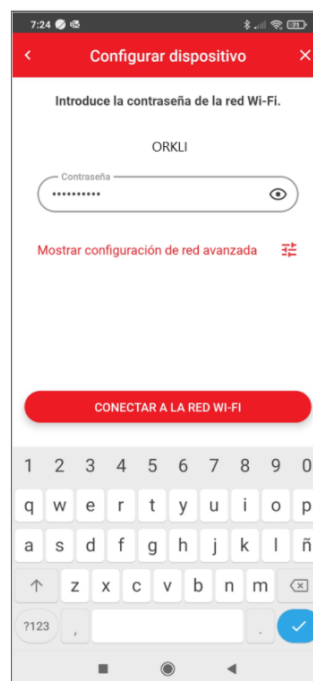 7:24
Configurar dispositivo
Introduce la contraseña de la red Wi-Fi.
ORKLI
Contraseña
••••••••••
Mostrar configuración de red avanzada
CONECTAR A LA RED WI-FI
1 2 3 4 5 6 7 8 9 0
q w e r t y u i o p
a s d f g h j k l ñ
z x c v b n m
?123 , .